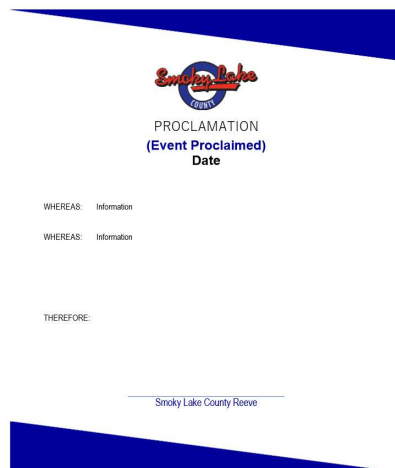 Smoky Lake
COUNTY
PROCLAMATION
(Event Proclaimed)
Date
WHEREAS: Information
WHEREAS: Information
THEREFORE:
Smoky Lake County Reeve